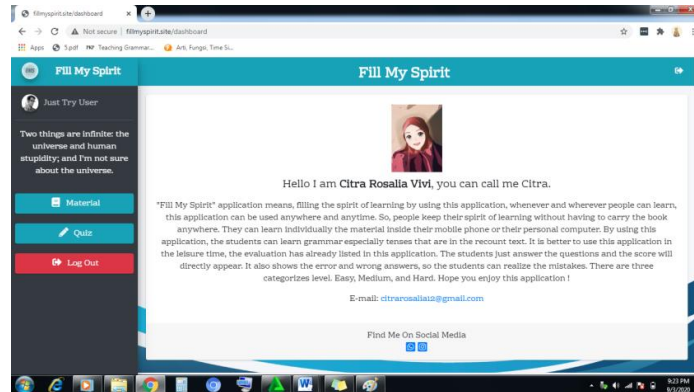 fillmyspirit.site/dashboard
Not secure | fillmyspirit.site/dashboard
Apps 5.pdf PKP Teaching Grammar... Arti, Fungsi, Time Si...
Fill My Spirit
Fill My Spirit
Just Try User
Two things are infinite: the
universe and human
stupidity; and I'm not sure
about the universe.
Material
Quiz
Log Out
Hello I am Citra Rosalia Vivi, you can call me Citra.
"Fill My Spirit" application means, filling the spirit of learning by using this application, whenever and wherever people can learn,
this application can be used anywhere and anytime. So, people keep their spirit of learning without having to carry the book
anywhere. They can learn individually the material inside their mobile phone or their personal computer. By using this
application, the students can learn grammar especially tenses that are in the recount text. It is better to use this application in
the leisure time, the evaluation has already listed in this application. The students just answer the questions and the score will
directly appear. It also shows the error and wrong answers, so the students can realize the mistakes. There are three
categorizes level. Easy, Medium, and Hard. Hope you enjoy this application !
E-mail: citrarosalia12@gmail.com
Find Me On Social Media
9:23 PM
9/3/2020